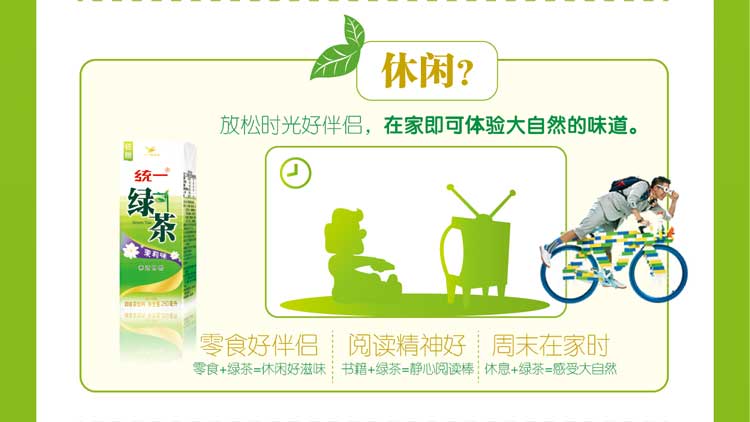 休闲?
放松时光好伴侣，在家即可体验大自然的味道。
统一
绿茶
茉莉味
零食好伴侣
零食+绿茶=休闲好滋味
阅读精神好
书籍+绿茶=静心阅读棒
周末在家时
休息+绿茶=感受大自然